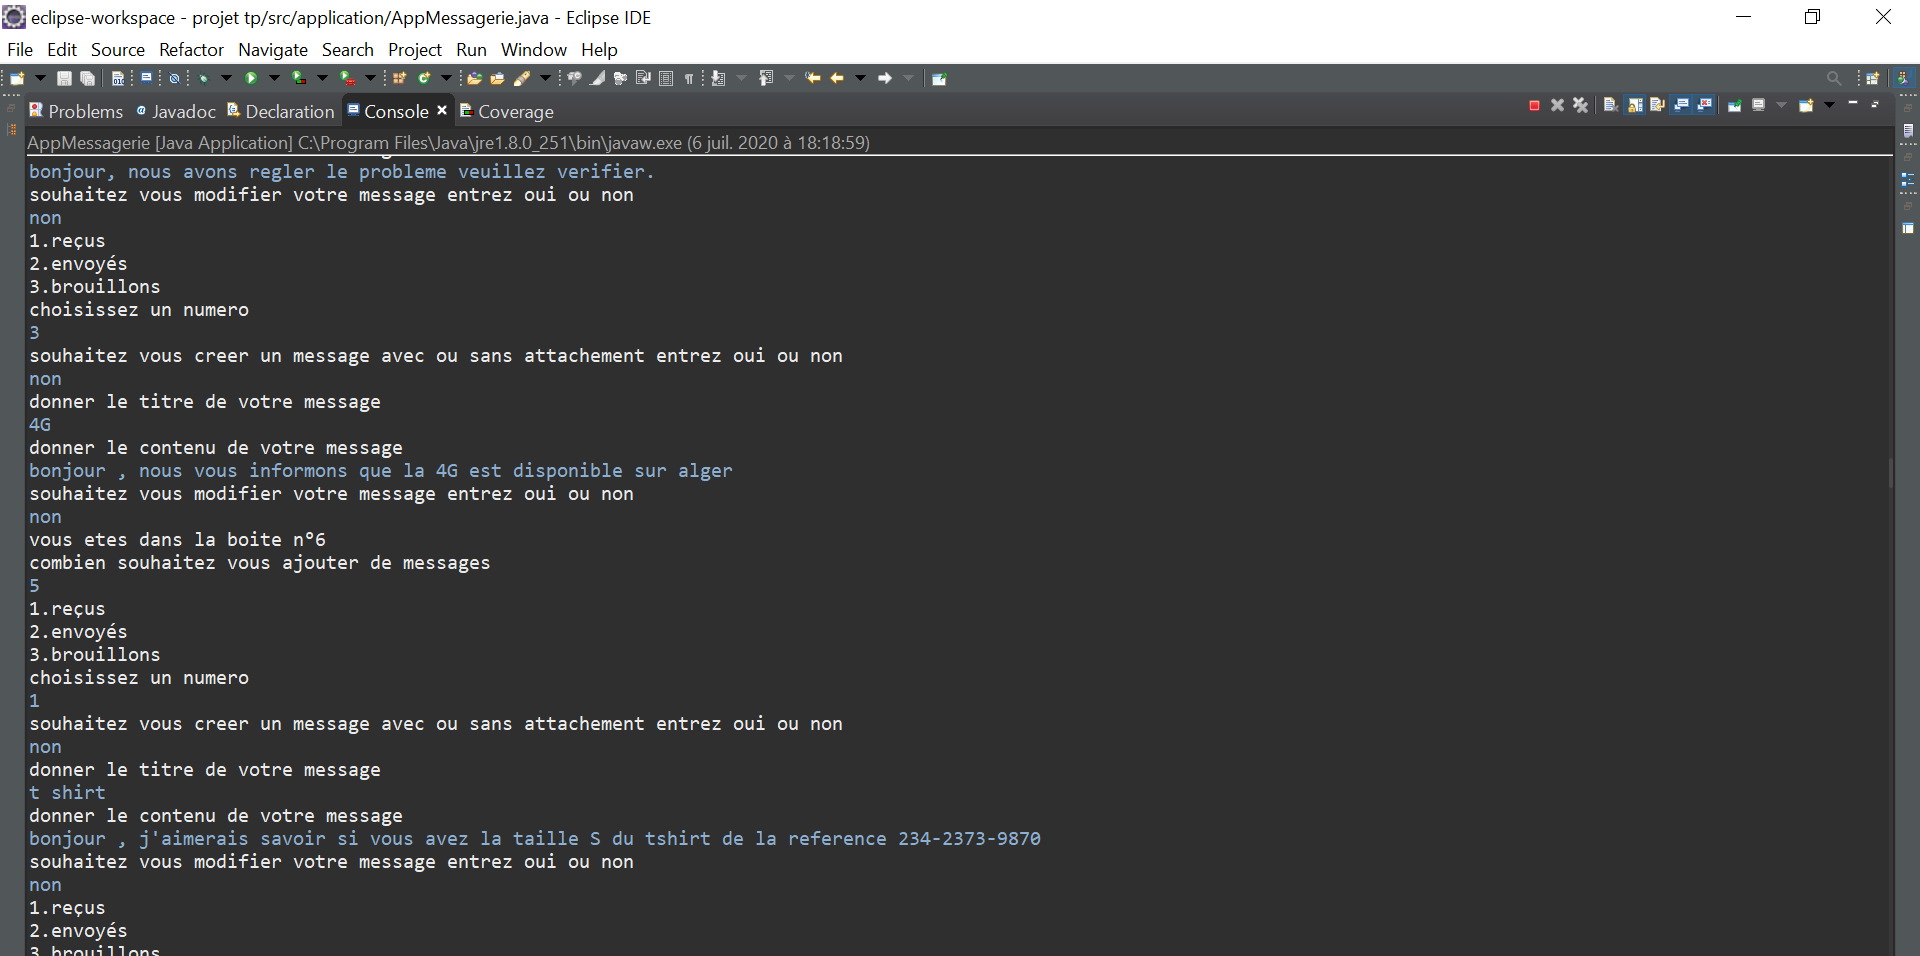 eclipse-workspace - projet tp/src/application/AppMessagerie.java - Eclipse IDE
File Edit Source Refactor Navigate Search Project Run Window Help
Problems Javadoc Declaration Console Coverage
AppMessagerie [Java Application] C:\Program Files\Java\jre1.8.0_251\bin\javaw.exe (6 juil. 2020 à 18:18:59)
bonjour, nous avons regler le probleme veuillez verifier.
souhaitez vous modifier votre message entrez oui ou non
non
1.reçus
2.envoyés
3.brouillons
choisissez un numero
3
souhaitez vous creer un message avec ou sans attachement entrez oui ou non
non
donner le titre de votre message
4G
donner le contenu de votre message
bonjour , nous vous informons que la 4G est disponible sur alger
souhaitez vous modifier votre message entrez oui ou non
non
vous etes dans la boite n°6
combien souhaitez vous ajouter de messages
5
1.reçus
2.envoyés
3.brouillons
choisissez un numero
1
souhaitez vous creer un message avec ou sans attachement entrez oui ou non
non
donner le titre de votre message
t shirt
donner le contenu de votre message
bonjour , j'aimerais savoir si vous avez la taille S du tshirt de la reference 234-2373-9870
souhaitez vous modifier votre message entrez oui ou non
non
1.reçus
2.envoyés
3.brouillons